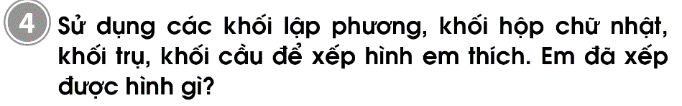 4 Sử dụng các khối lập phương, khối hộp chữ nhật,
khối trụ, khối cầu để xếp hình em thích. Em đã xếp
được hình gì?